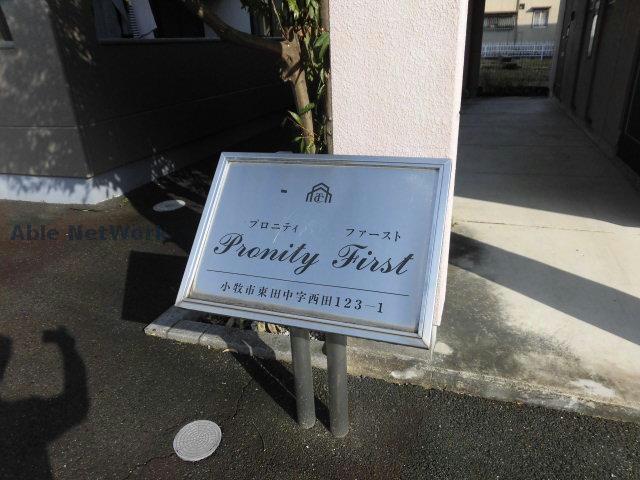 プロニティ ファースト
Pronity First
小牧市東田中字西田123-1
Able NetWork